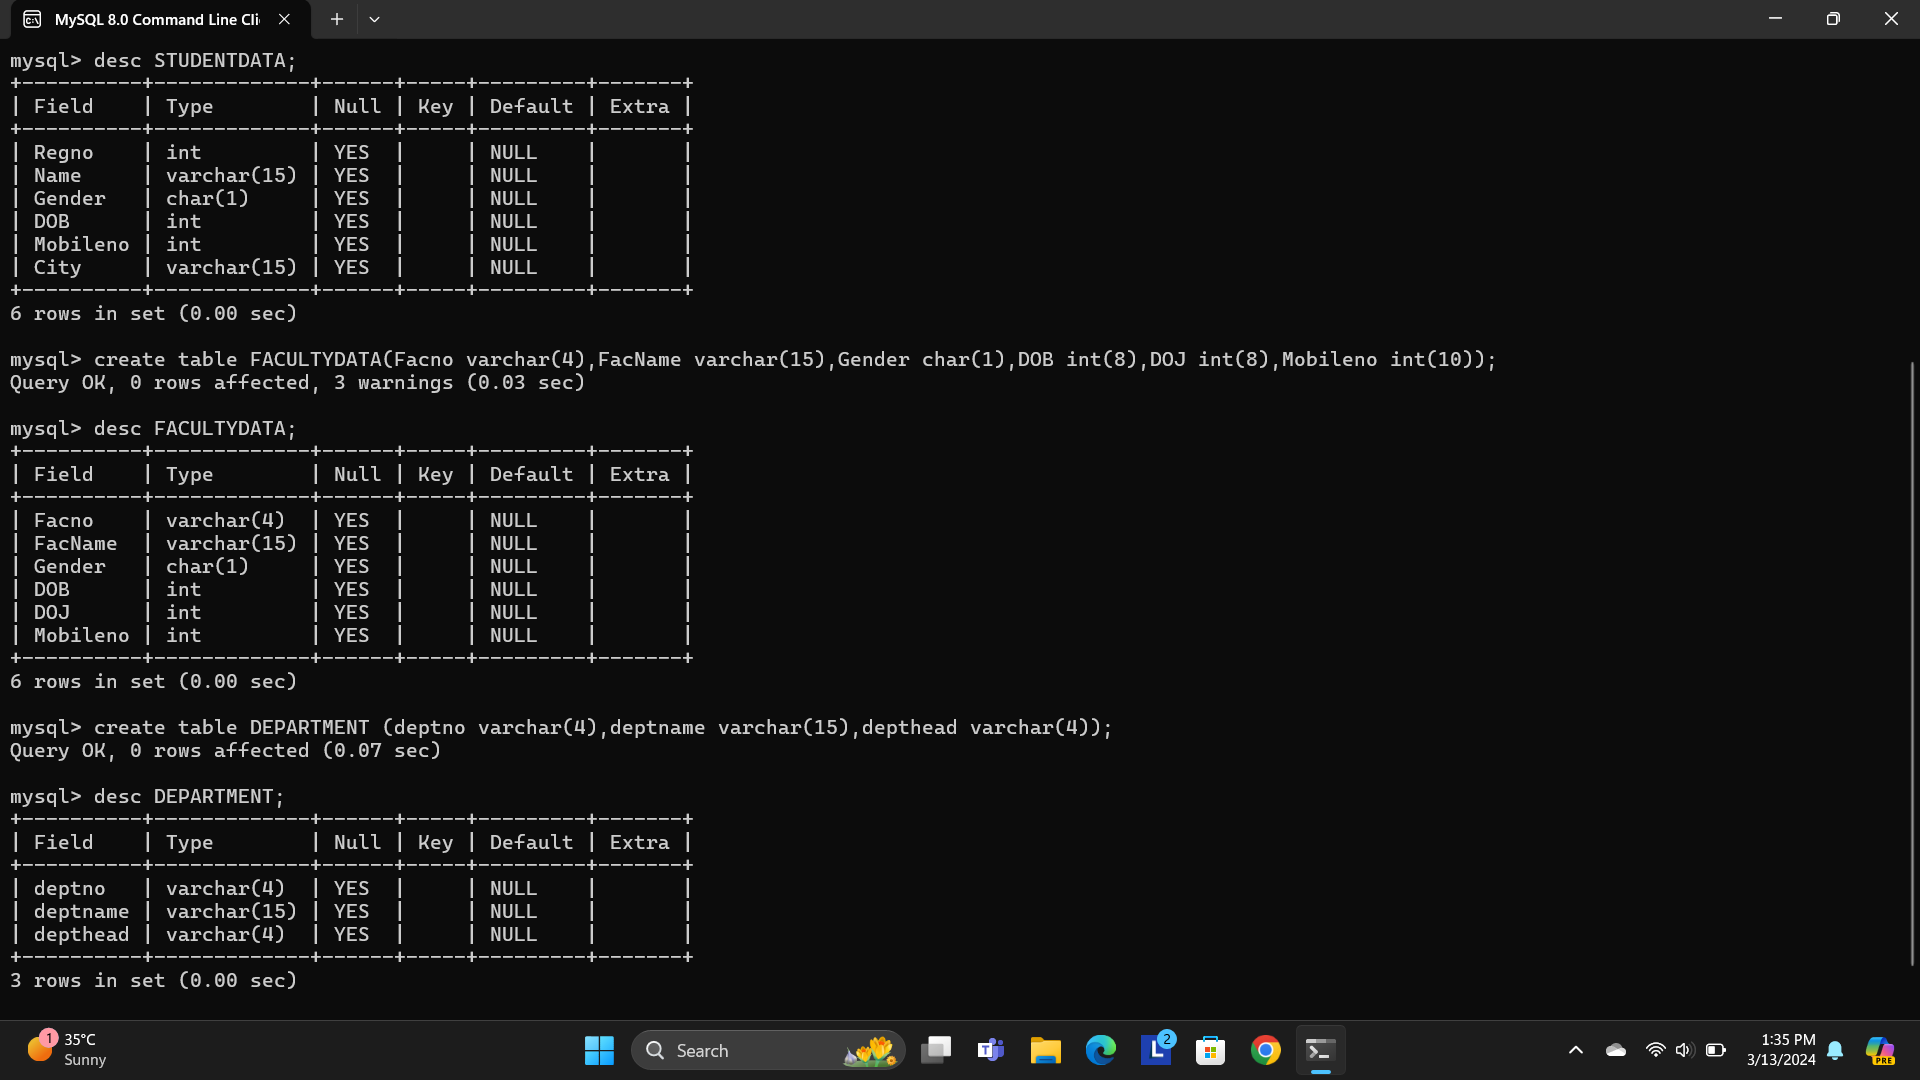 MySQL 8.0 Command Line Cli
mysql> desc STUDENTDATA;
+----------+-------------+------+-----+---------+-------+
| Field    | Type        | Null | Key | Default | Extra |
+----------+-------------+------+-----+---------+-------+
| Regno    | int         | YES  |     | NULL    |       |
| Name     | varchar(15) | YES  |     | NULL    |       |
| Gender   | char(1)     | YES  |     | NULL    |       |
| DOB      | int         | YES  |     | NULL    |       |
| Mobileno | int         | YES  |     | NULL    |       |
| City     | varchar(15) | YES  |     | NULL    |       |
+----------+-------------+------+-----+---------+-------+
6 rows in set (0.00 sec)
mysql> create table FACULTYDATA(Facno varchar(4),FacName varchar(15),Gender char(1),DOB int(8),DOJ int(8),Mobileno int(10));
Query OK, 0 rows affected, 3 warnings (0.03 sec)
mysql> desc FACULTYDATA;
+----------+-------------+------+-----+---------+-------+
| Field    | Type        | Null | Key | Default | Extra |
+----------+-------------+------+-----+---------+-------+
| Facno    | varchar(4)  | YES  |     | NULL    |       |
| FacName  | varchar(15) | YES  |     | NULL    |       |
| Gender   | char(1)     | YES  |     | NULL    |       |
| DOB      | int         | YES  |     | NULL    |       |
| DOJ      | int         | YES  |     | NULL    |       |
| Mobileno | int         | YES  |     | NULL    |       |
+----------+-------------+------+-----+---------+-------+
6 rows in set (0.00 sec)
mysql> create table DEPARTMENT (deptno varchar(4),deptname varchar(15),depthead varchar(4));
Query OK, 0 rows affected (0.07 sec)
mysql> desc DEPARTMENT;
+----------+-------------+------+-----+---------+-------+
| Field    | Type        | Null | Key | Default | Extra |
+----------+-------------+------+-----+---------+-------+
| deptno   | varchar(4)  | YES  |     | NULL    |       |
| deptname | varchar(15) | YES  |     | NULL    |       |
| depthead | varchar(4)  | YES  |     | NULL    |       |
+----------+-------------+------+-----+---------+-------+
3 rows in set (0.00 sec)
1 35°C
Sunny
Search
T
L 2
1:35 PM
3/13/2024
PRE